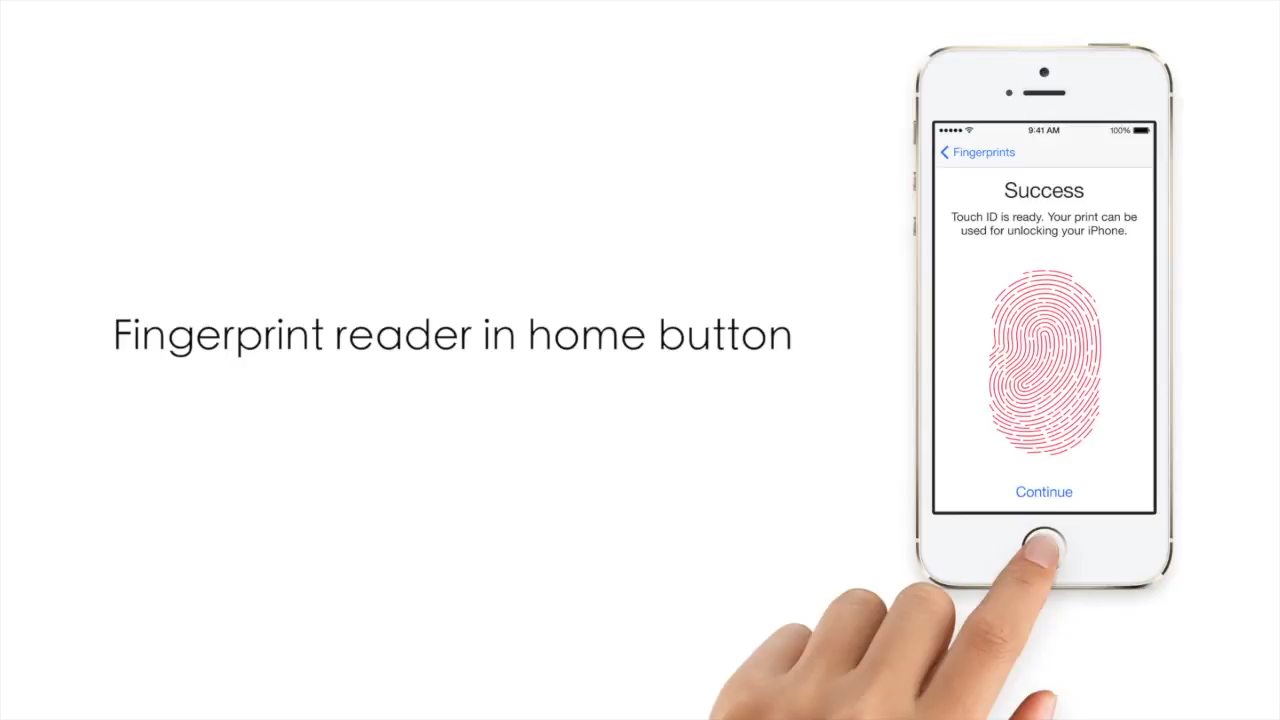 Fingerprint reader in home button
9:41 AM
100%
Fingerprints
Success
Touch ID is ready. Your print can be
used for unlocking your iPhone.
Continue